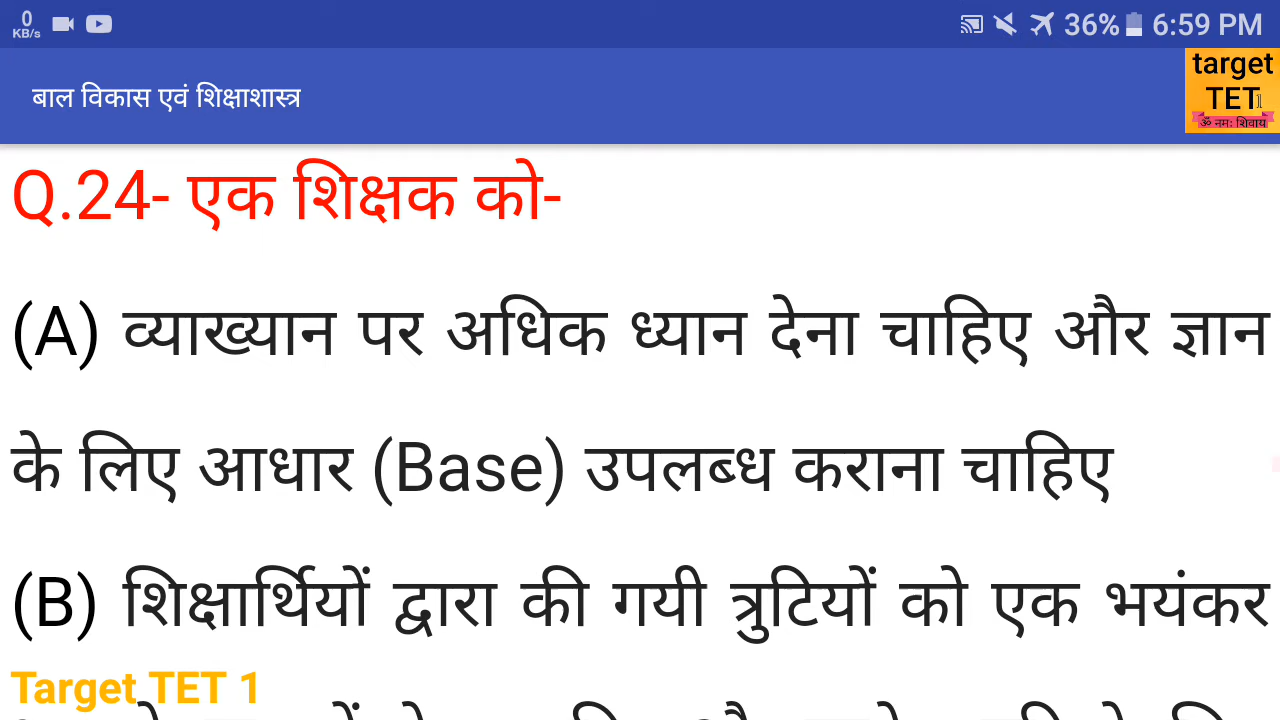 0
KB/s
36% 6:59 PM
बाल विकास एवं शिक्षाशास्त्र
target
TET1
ॐ नमः शिवाय
Q.24- एक शिक्षक को-
(A) व्याख्यान पर अधिक ध्यान देना चाहिए और ज्ञान
के लिए आधार (Base) उपलब्ध कराना चाहिए
(B) शिक्षार्थियों द्वारा की गयी त्रुटियों को एक भयंकर
Target TET 1